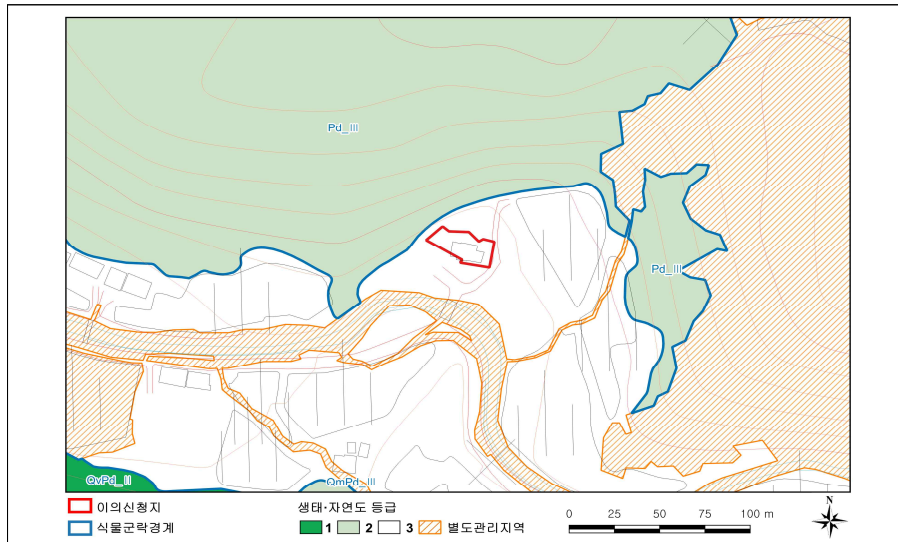 Pd_III
Pd_III
QvPd_II
QmPd_III
이의신청지
식물군락경계
생태·자연도 등급
1 2 3 별도관리지역
0 25 50 75 100 m
N